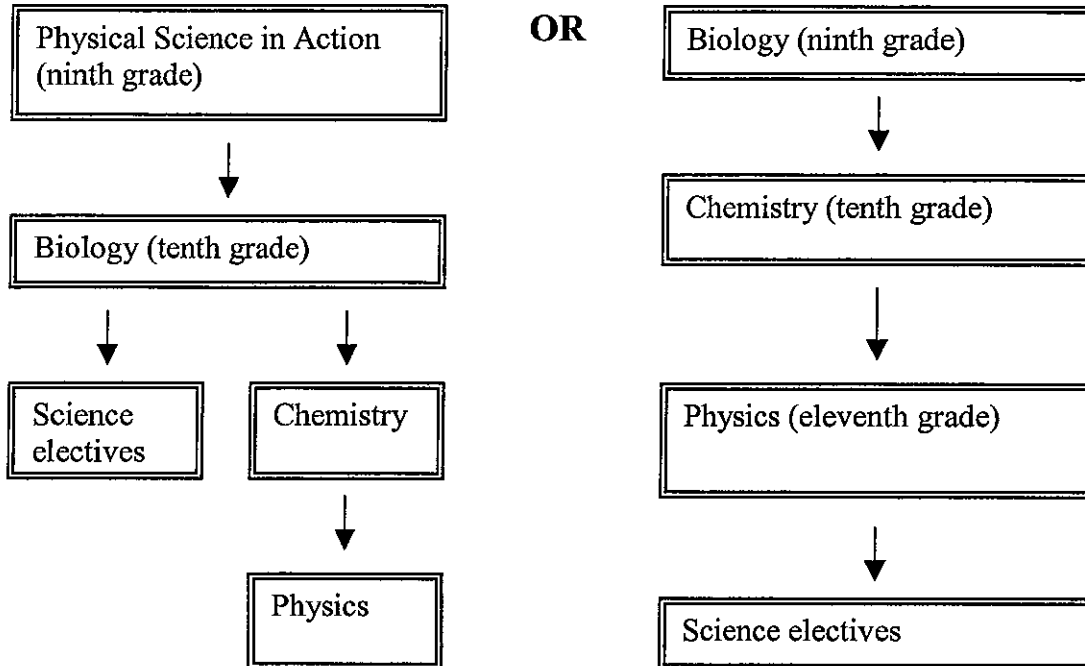 Physical Science in Action
(ninth grade)
Biology (tenth grade)
Science
electives
Chemistry
Physics
OR
Biology (ninth grade)
Chemistry (tenth grade)
Physics (eleventh grade)
Science electives